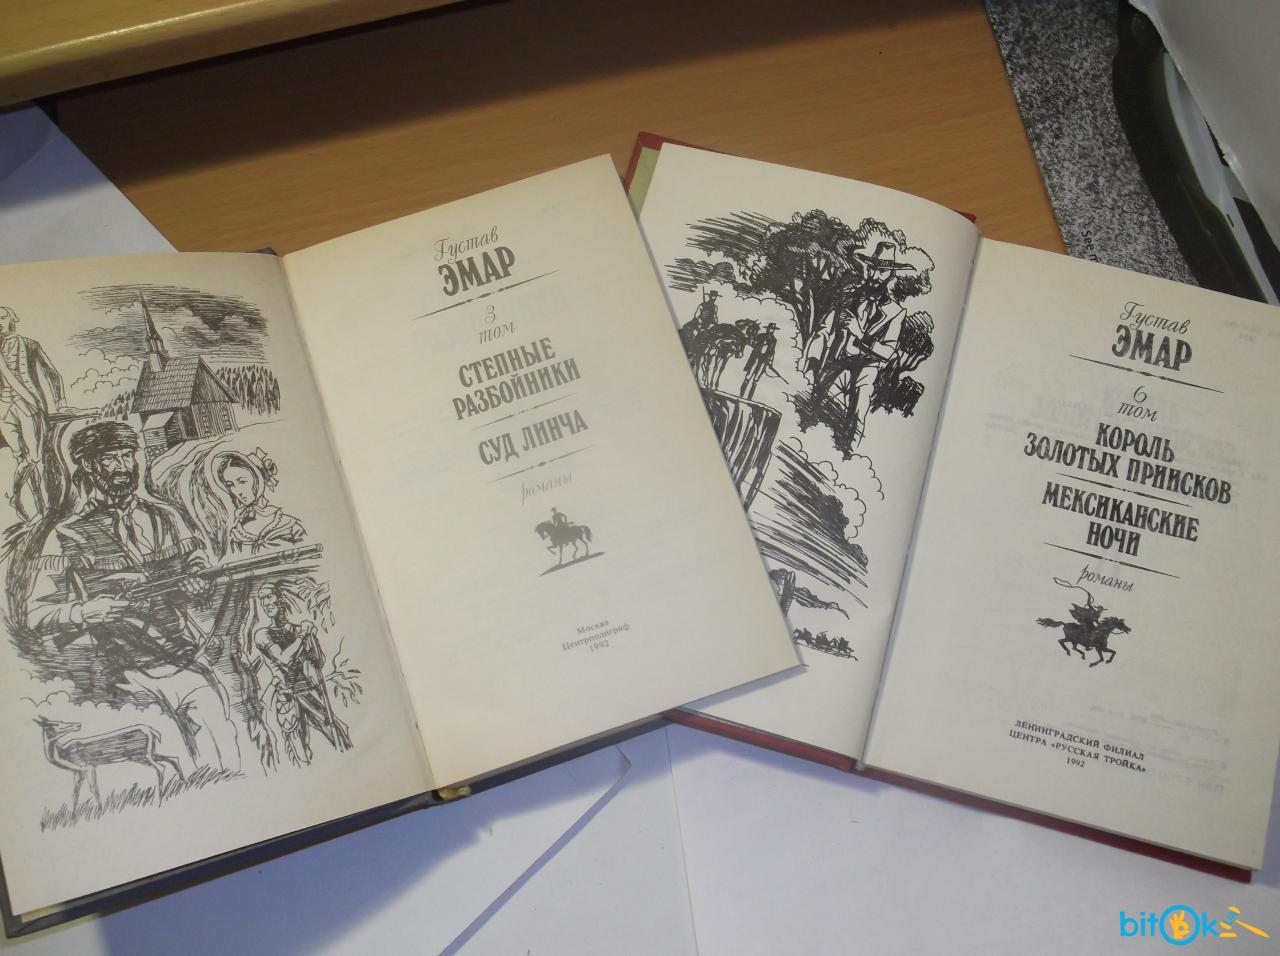 Густав
ЭМАР
3
том
СТЕПНЫЕ
РАЗБОЙНИКИ
СУД ЛИНЧА
романы
Москва
Центрполиграф
1992
Густав
ЭМАР
6
том
КОРОЛЬ
ЗОЛОТЫХ ПРИИСКОВ
МЕКСИКАНСКИЕ
НОЧИ
романы
ЛЕНИНГРАДСКИЙ ФИЛИАЛ
ЦЕНТРА «РУССКАЯ ТРОЙКА»
1992
See
bitOk